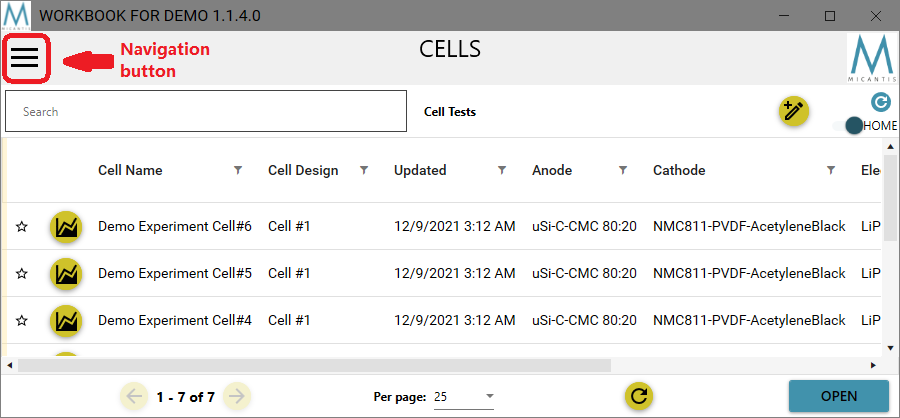 WORKBOOK FOR DEMO 1.1.4.0
Navigation
button
CELLS
MICANTIS
Search
Cell Tests
HOME
Cell Name Cell Design Updated Anode Cathode Ele
Demo Experiment Cell#6 Cell #1 12/9/2021 3:12 AM uSi-C-CMC 80:20 NMC811-PVDF-AcetyleneBlack LiP
Demo Experiment Cell#5 Cell #1 12/9/2021 3:12 AM uSi-C-CMC 80:20 NMC811-PVDF-AcetyleneBlack LiP
Demo Experiment Cell#4 Cell #1 12/9/2021 3:12 AM uSi-C-CMC 80:20 NMC811-PVDF-AcetyleneBlack LiP
1 - 7 of 7 Per page: 25 OPEN